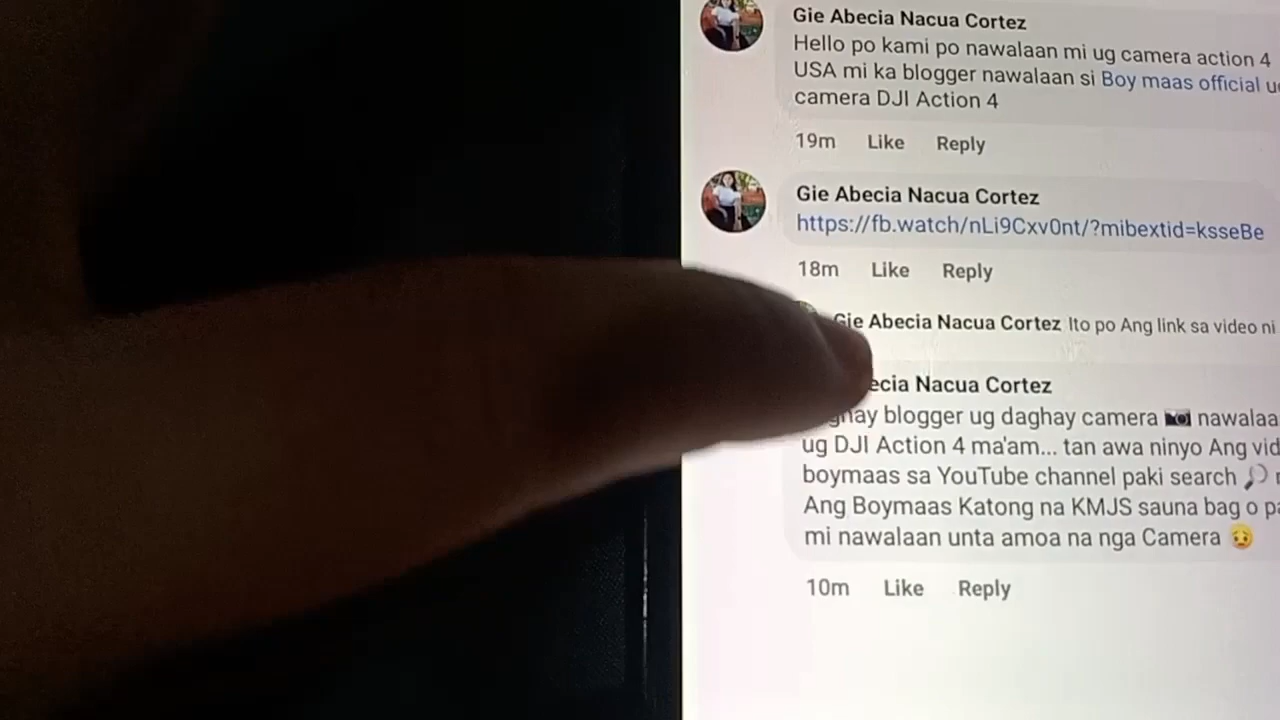 Gie Abecia Nacua Cortez
Hello po kami po nawalaan mi ug camera action 4
USA mi ka blogger nawalaan si Boy maas official
camera DJI Action 4
19m Like Reply
Gie Abecia Nacua Cortez
https://fb.watch/nLi9Cxv0nt/?mibextid=ksseBe
18m Like Reply
Gie Abecia Nacua Cortez Ito po Ang link sa video ni
ecia Nacua Cortez
blogger ug daghay camera 📷 nawalaa
ug DJI Action 4 ma'am... tan awa ninyo Ang vid
boymaas sa YouTube channel paki search 🔎
Ang Boymaas Katong na KMJS sauna bag o
mi nawalaan unta amoa na nga Camera 😥
10m Like Reply